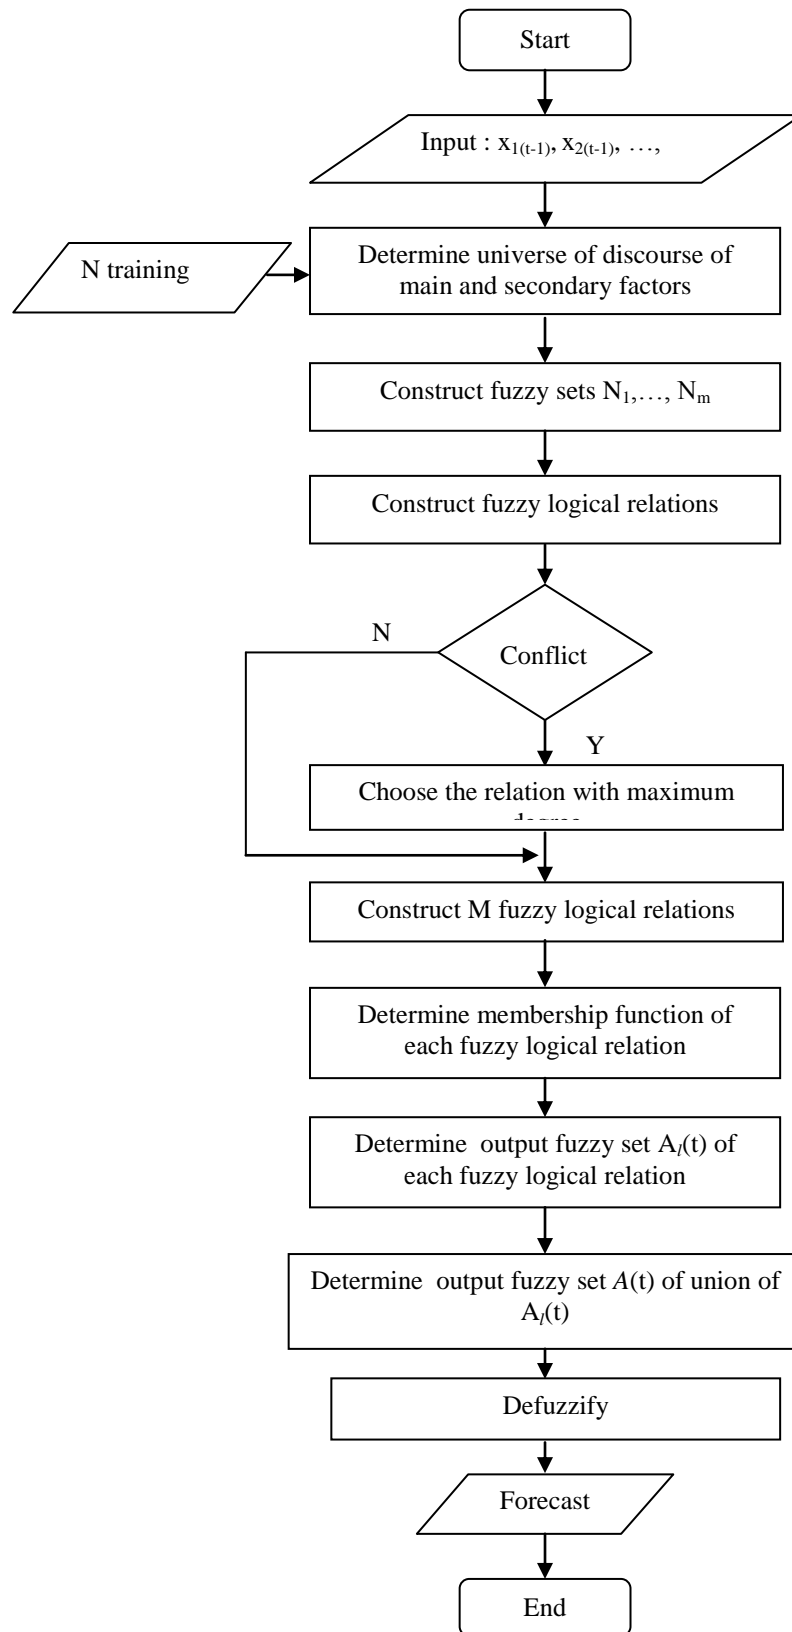 Start
Input : x1(t-1), x2(t-1), …,
N training
Determine universe of discourse of
main and secondary factors
Construct fuzzy sets N1,…, Nm
Construct fuzzy logical relations
N
Conflict
Y
Choose the relation with maximum
Construct M fuzzy logical relations
Determine membership function of
each fuzzy logical relation
Determine output fuzzy set Al(t) of
each fuzzy logical relation
Determine output fuzzy set A(t) of union of
Al(t)
Defuzzify
Forecast
End